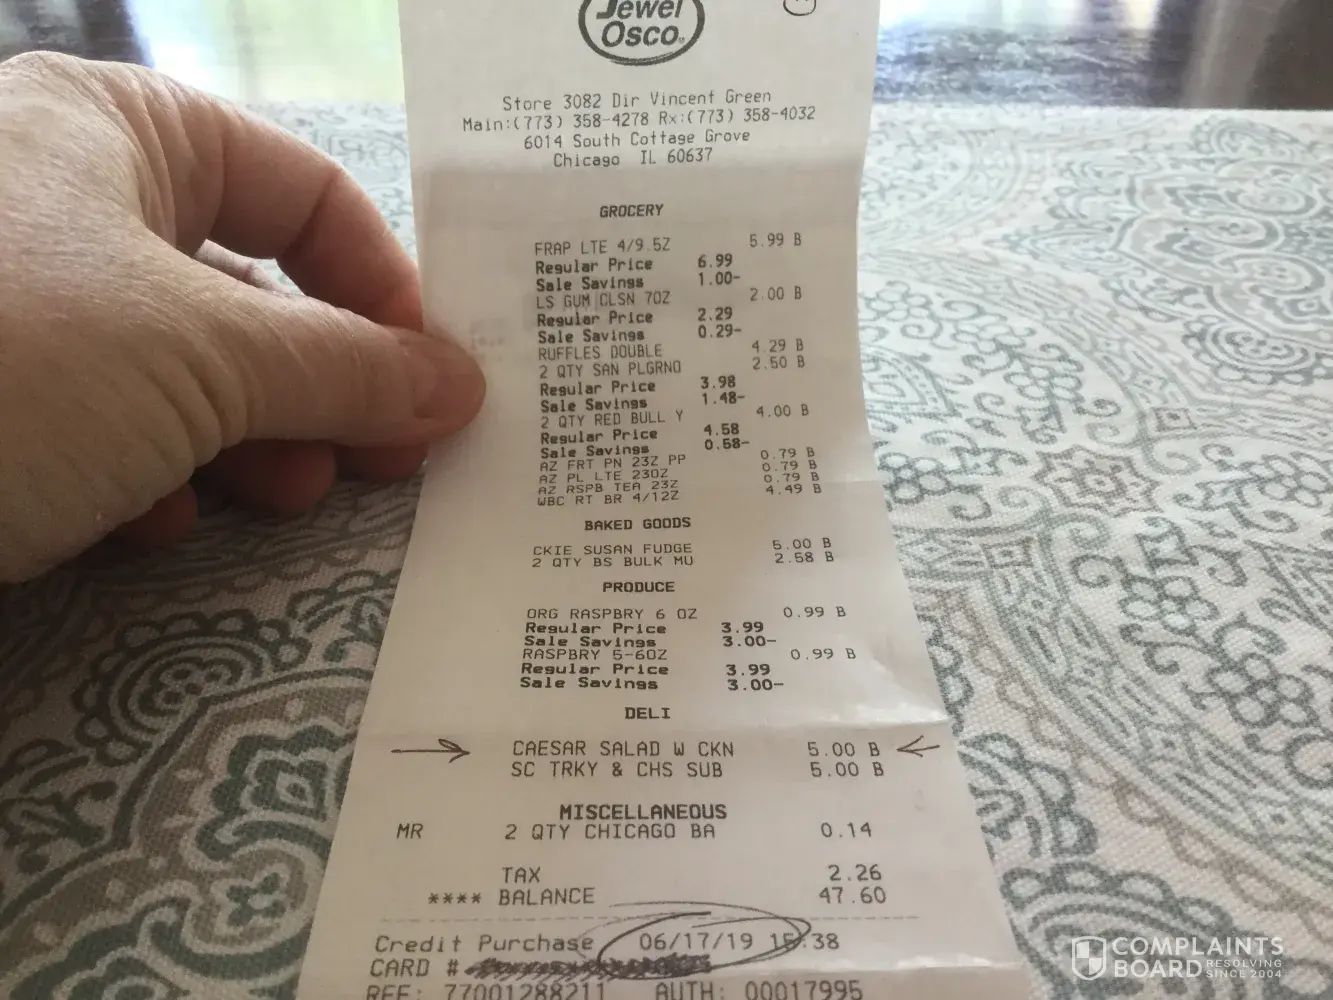 Jewel
Osco
Store 3082 Dir Vincent Green
Main:(773) 358-4278 Rx:(773) 358-4032
6014 South Cottage Grove
Chicago IL 60637
GROCERY
FRAP LTE 4/9.5Z 5.99 B
Regular Price 6.99
Sale Savings 1.00-
LS GUM CLSN 7OZ 2.00 B
Regular Price 2.29
Sale Savings 0.29-
RUFFLES DOUBLE 4.29 B
2 QTY SAN PLGRNO 2.50 B
Regular Price 3.98
Sale Savings 1.48-
2 QTY RED BULL Y 4.00 B
Regular Price 4.58
Sale Savings 0.58-
AZ FRT PN 23Z PP 0.79 B
AZ PL LTE 23OZ 0.79 B
AZ RSPB TEA 23Z 0.79 B
WBC RT BR 4/12Z 4.49 B
BAKED GOODS
CKIE SUSAN FUDGE 5.00 B
2 QTY BS BULK MU 2.58 B
PRODUCE
ORG RASPBRY 6 OZ 0.99 B
Regular Price 3.99
Sale Savings 3.00-
RASPBRY 5-6OZ 0.99 B
Regular Price 3.99
Sale Savings 3.00-
DELI
CAESAR SALAD W CKN 5.00 B
SC TRKY & CHS SUB 5.00 B
MISCELLANEOUS
MR 2 QTY CHICAGO BA 0.14
TAX 2.26
**** BALANCE 47.60
Credit Purchase 06/17/19 15:38
CARD #
REF: 77001288211 AUTH: 00017995
COMPLAINTS
BOARD RESOLVING
SINCE 2004